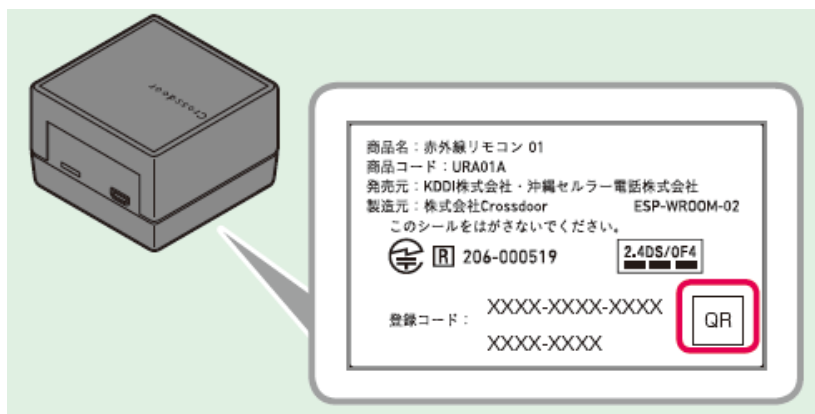 Crossdoor
商品名：赤外線リモコン 01
商品コード：URA01A
発売元：KDDI株式会社・沖縄セルラー電話株式会社
製造元：株式会社Crossdoor ESP-WROOM-02
このシールをはがさないでください。
R 206-000519 2.4DS/OF4
登録コード： XXXX-XXXX-XXXX
XXXX-XXXX
QR